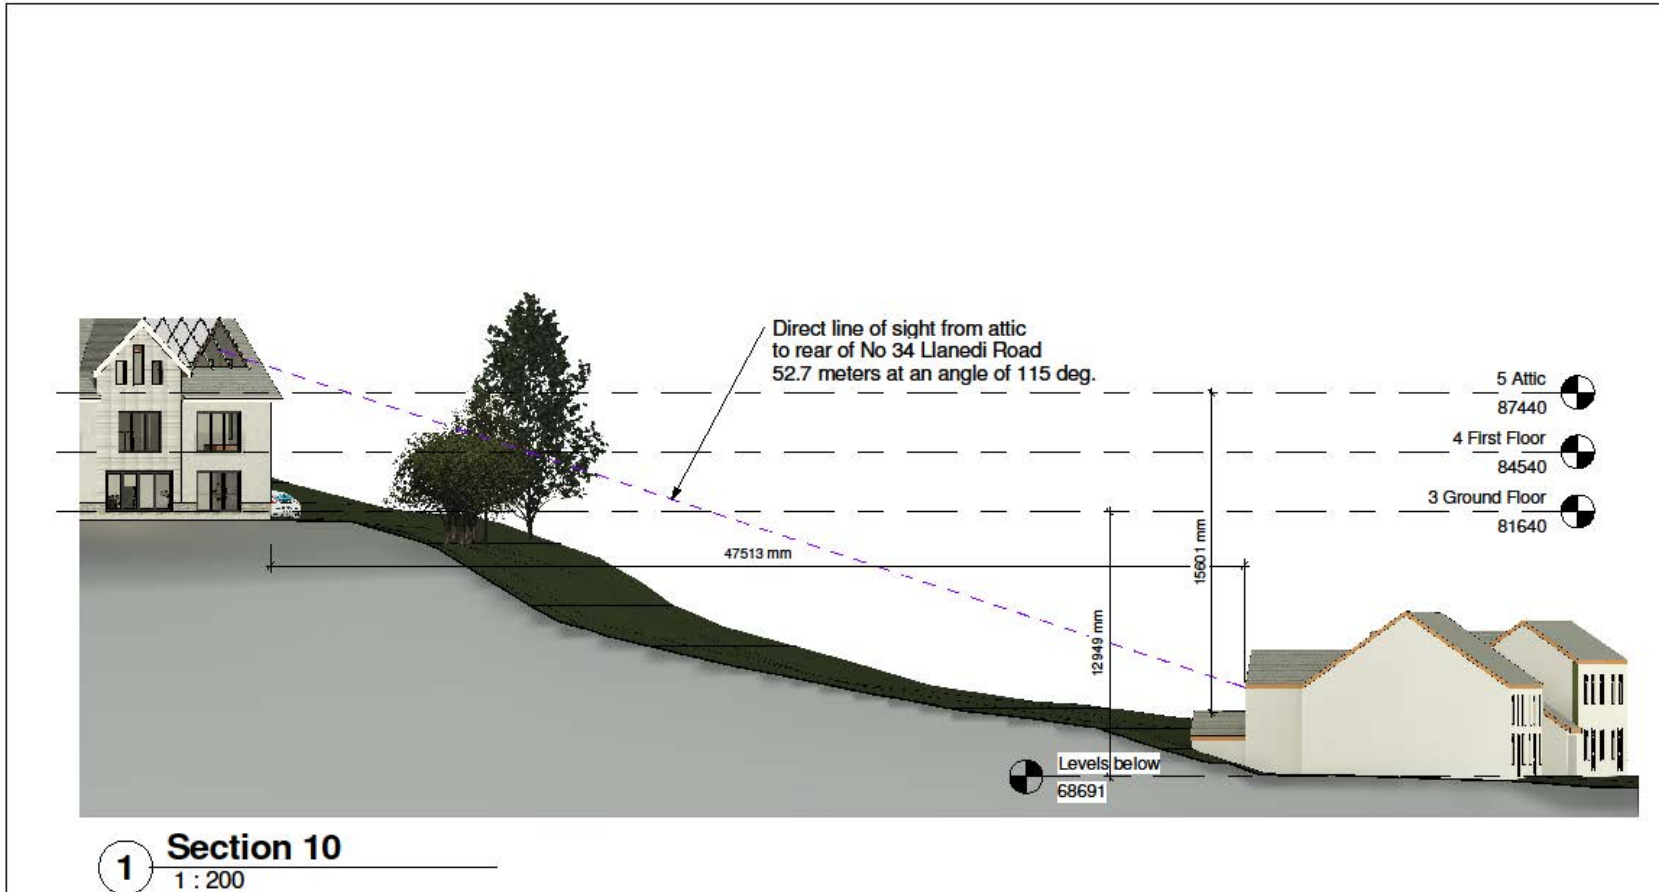 Direct line of sight from attic
to rear of No 34 Llanedi Road
52.7 meters at an angle of 115 deg.
5 Attic
87440
4 First Floor
84540
3 Ground Floor
81640
47513 mm
15601 mm
12949 mm
Levels below
68691
1
Section 10
1 : 200